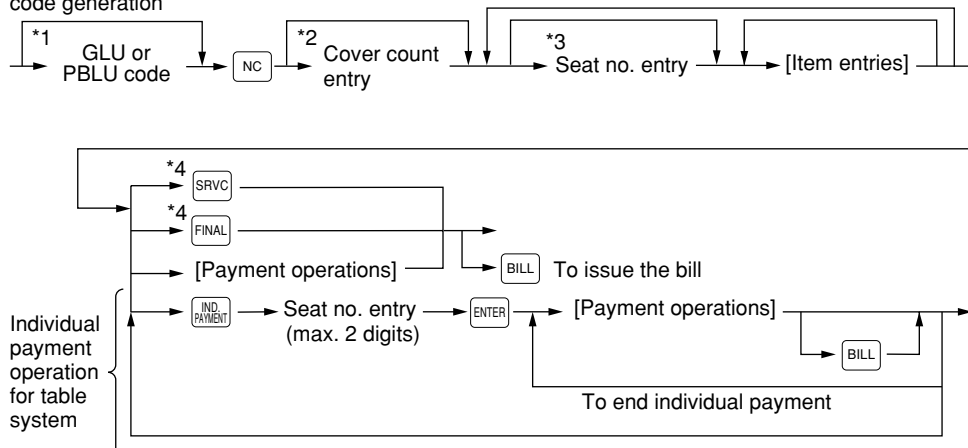 code generation
*1
GLU or
PBLU code
NC
*2
Cover count
entry
*3
Seat no. entry
[Item entries]
*4
SRVC
*4
FINAL
[Payment operations]
BILL
To issue the bill
IND.
PAYMENT
Seat no. entry
(max. 2 digits)
ENTER
[Payment operations]
BILL
Individual
payment
operation
for table
system
To end individual payment